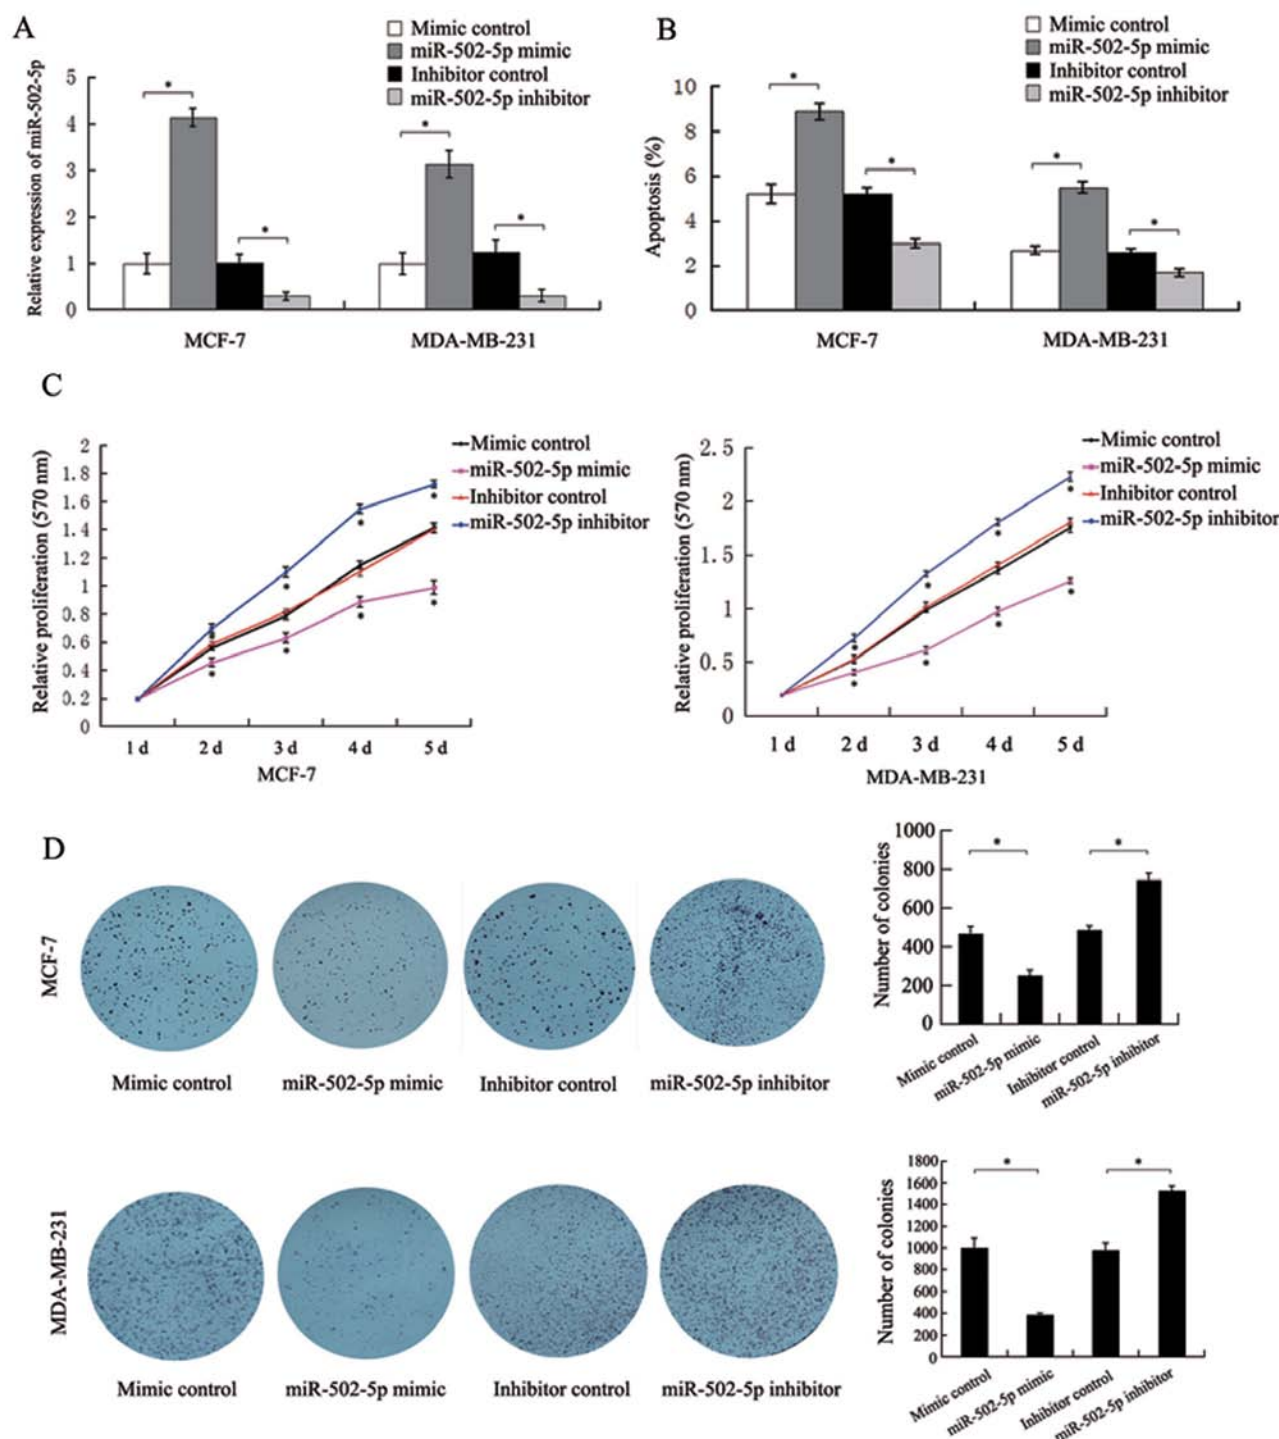 A
Mimic control
miR-502-5p mimic
Inhibitor control
miR-502-5p inhibitor
Relative expression of miR-502-5p
5
4
3
2
1
0
*
*
*
*
MCF-7
MDA-MB-231
B
Mimic control
miR-502-5p mimic
Inhibitor control
miR-502-5p inhibitor
Apoptosis (%)
10
8
6
4
2
0
*
*
*
*
MCF-7
MDA-MB-231
C
Relative proliferation (570 nm)
2
1.8
1.6
1.4
1.2
1
0.8
0.6
0.4
0.2
0
Mimic control
miR-502-5p mimic
Inhibitor control
miR-502-5p inhibitor
*
*
*
*
*
*
*
*
1 d 2 d 3 d 4 d 5 d
MCF-7
Relative proliferation (570 nm)
2.5
2
1.5
1
0.5
0
Mimic control
miR-502-5p mimic
Inhibitor control
miR-502-5p inhibitor
*
*
*
*
*
*
*
*
1 d 2 d 3 d 4 d 5 d
MDA-MB-231
D
MCF-7
Mimic control
miR-502-5p mimic
Inhibitor control
miR-502-5p inhibitor
Number of colonies
1000
800
600
400
200
0
*
*
Mimic control
miR-502-5p mimic
Inhibitor control
miR-502-5p inhibitor
MDA-MB-231
Mimic control
miR-502-5p mimic
Inhibitor control
miR-502-5p inhibitor
Number of colonies
1800
1600
1400
1200
1000
800
600
400
200
0
*
*
Mimic control
miR-502-5p mimic
Inhibitor control
miR-502-5p inhibitor